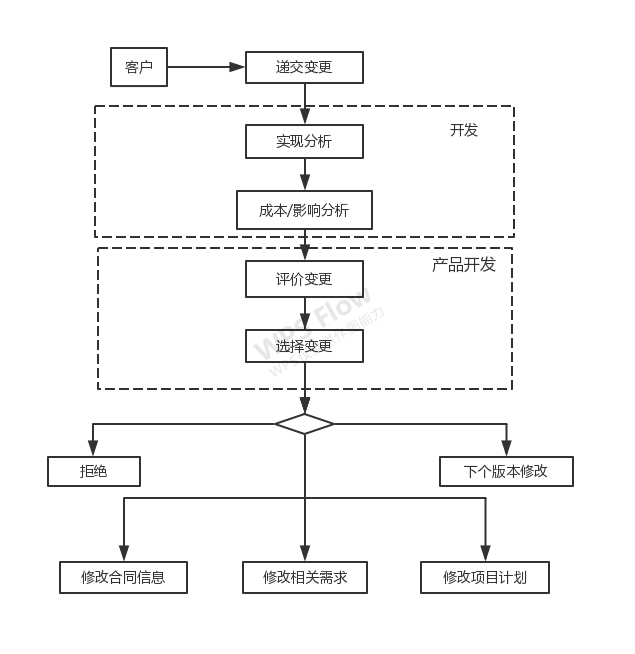 客户
递交变更
开发
实现分析
成本/影响分析
产品开发
评价变更
WPS Flow
选择变更
拒绝
下个版本修改
修改合同信息
修改相关需求
修改项目计划